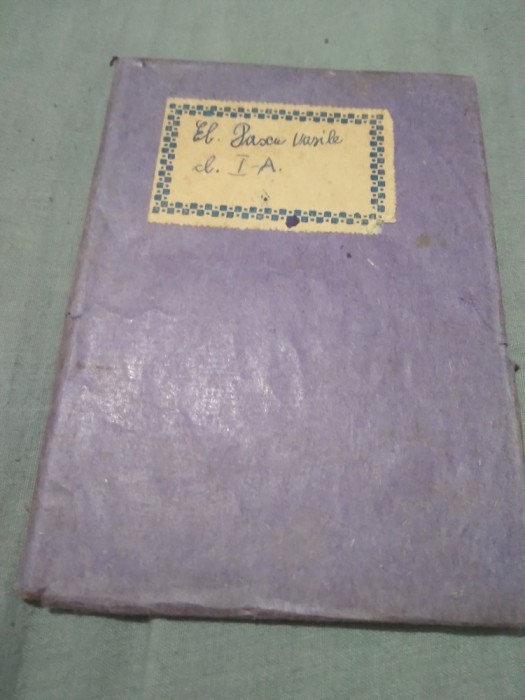 El. Pascu Vasile
cl. I-A.